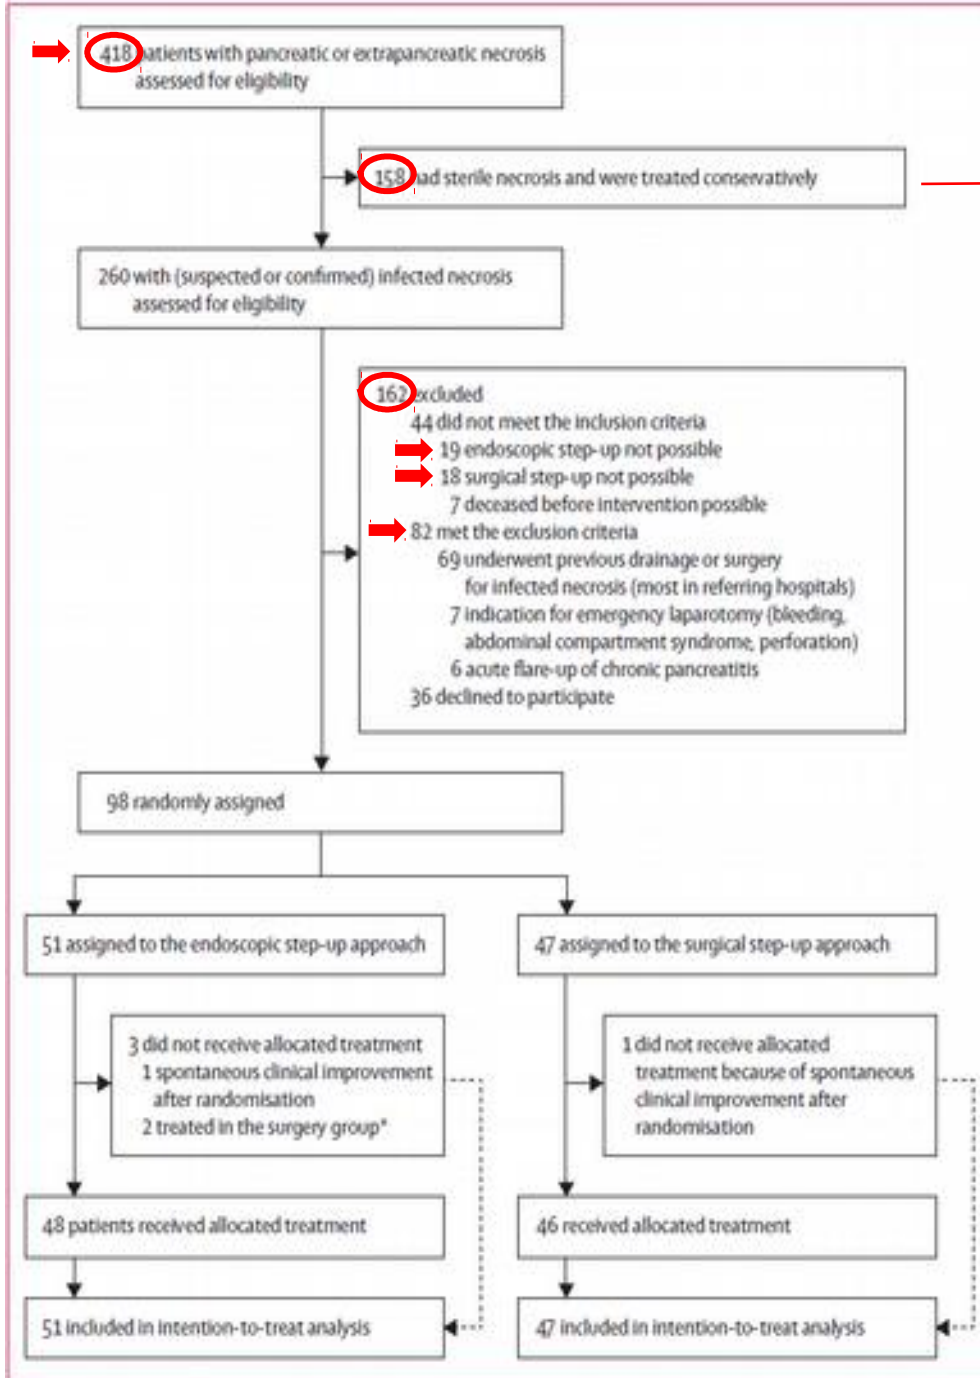 418 patients with pancreatic or extrapancreatic necrosis
assessed for eligibility
158 had sterile necrosis and were treated conservatively
260 with (suspected or confirmed) infected necrosis
assessed for eligibility
162 excluded
44 did not meet the inclusion criteria
19 endoscopic step-up not possible
18 surgical step-up not possible
7 deceased before intervention possible
82 met the exclusion criteria
69 underwent previous drainage or surgery
for infected necrosis (most in referring hospitals)
7 indication for emergency laparotomy (bleeding,
abdominal compartment syndrome, perforation)
6 acute flare-up of chronic pancreatitis
36 declined to participate
98 randomly assigned
51 assigned to the endoscopic step-up approach
47 assigned to the surgical step-up approach
3 did not receive allocated treatment
1 spontaneous clinical improvement
after randomisation
2 treated in the surgery group*
1 did not receive allocated
treatment because of spontaneous
clinical improvement after
randomisation
48 patients received allocated treatment
46 received allocated treatment
51 included in intention-to-treat analysis
47 included in intention-to-treat analysis